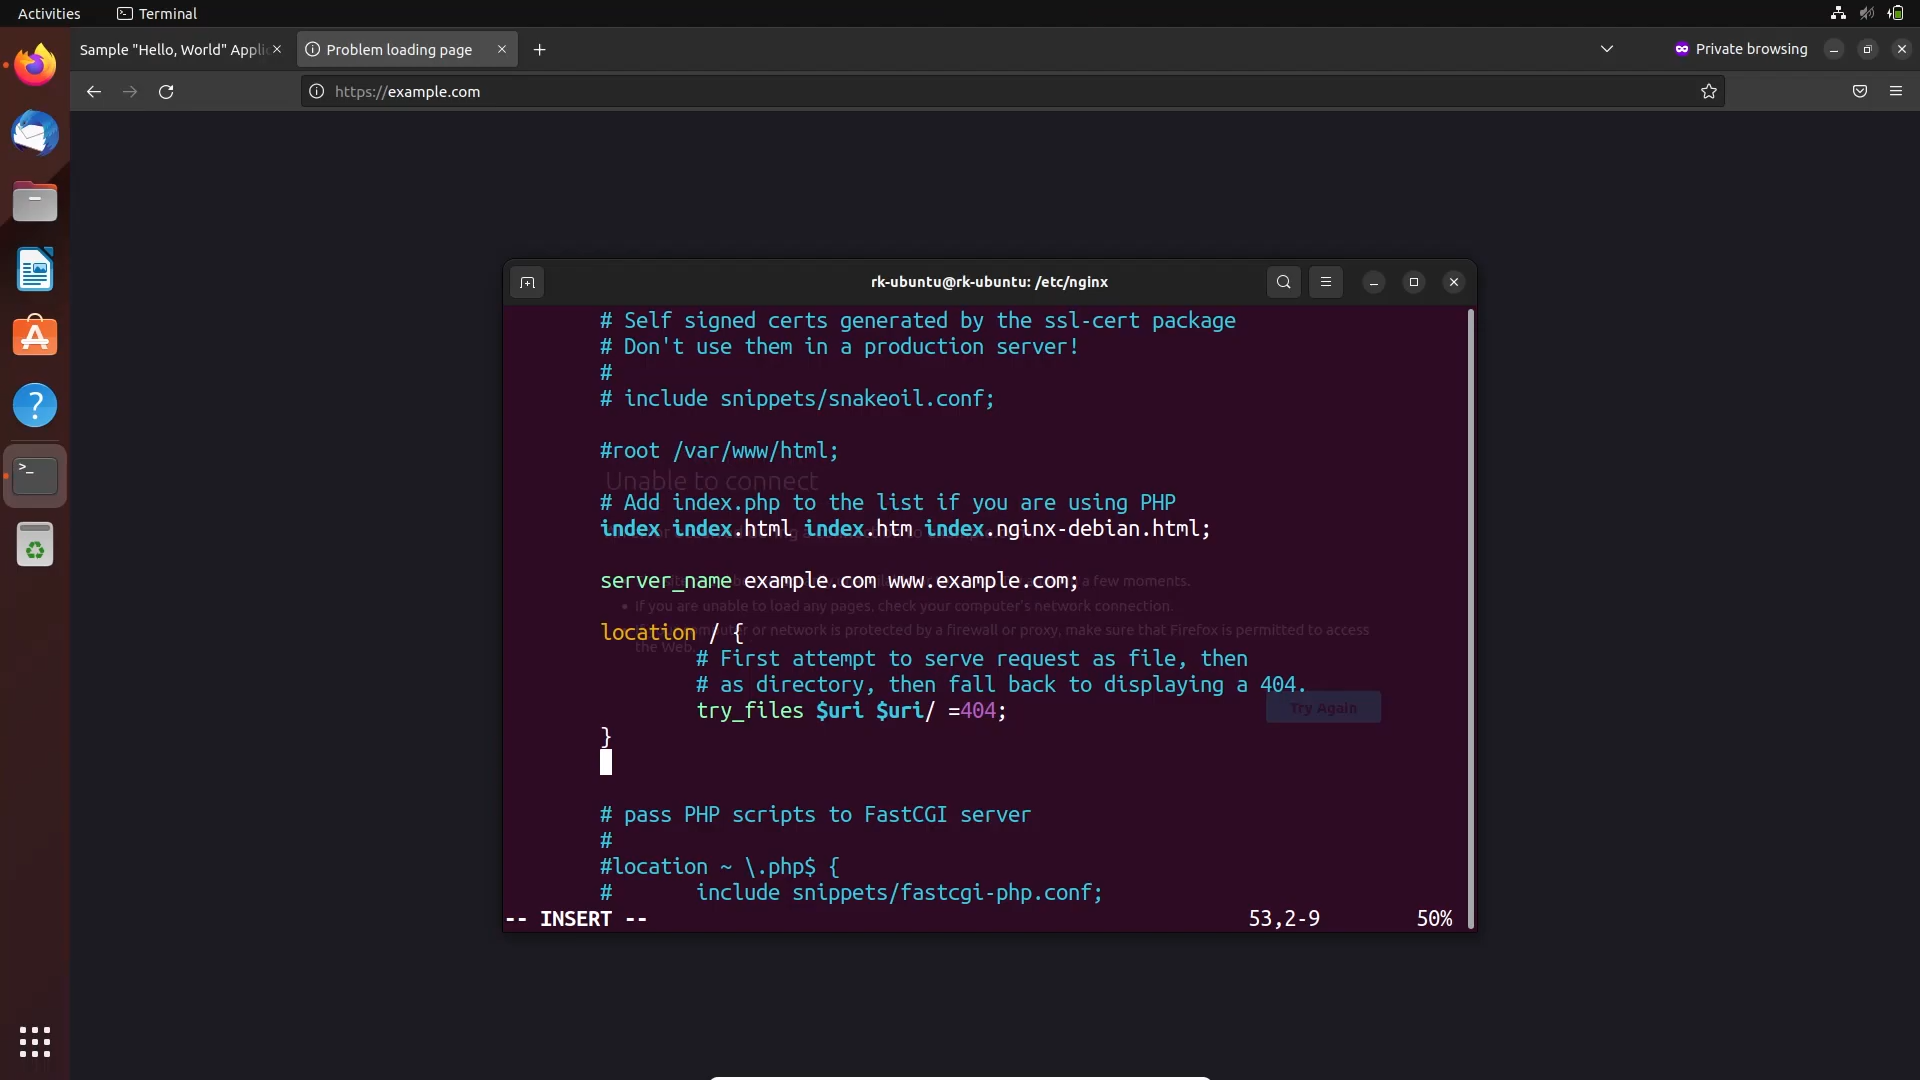 Activities
Terminal
Sample "Hello, World" Appli
Problem loading page
Private browsing
https://example.com
rk-ubuntu@rk-ubuntu: /etc/nginx
# Self signed certs generated by the ssl-cert package
# Don't use them in a production server!
#
# include snippets/snakeoil.conf;
#root /var/www/html;
Unable to connect
# Add index.php to the list if you are using PHP
index index.html index.htm index.nginx-debian.html;
server_name example.com www.example.com;
a few moments.
If you are unable to load any pages, check your computer's network connection.
location / {
or network is protected by a firewall or proxy, make sure that Firefox is permitted to access
the Web.
# First attempt to serve request as file, then
# as directory, then fall back to displaying a 404.
try_files $uri $uri/ =404;
Try Again
}
# pass PHP scripts to FastCGI server
#
#location ~ \.php$ {
# include snippets/fastcgi-php.conf;
-- INSERT --
53,2-9
50%